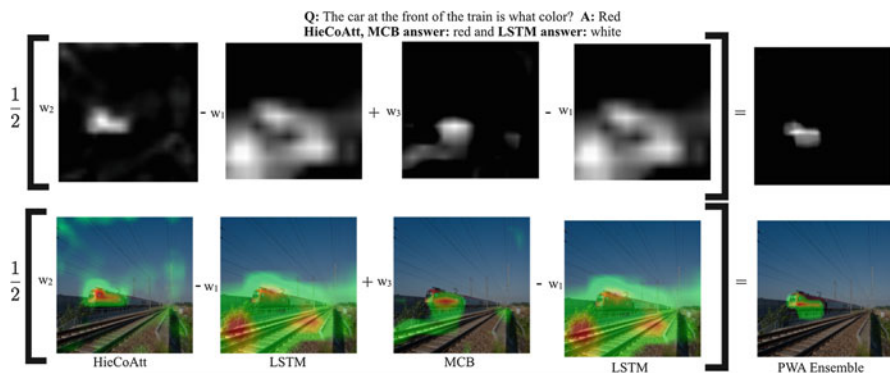 Q: The car at the front of the train is what color? A: Red
HieCoAtt, MCB answer: red and LSTM answer: white
1/2 [ w2 - w1 + w3 - w1 ] =
1/2 [ w2 - w1 + w3 - w1 ] =
HieCoAtt LSTM MCB LSTM PWA Ensemble